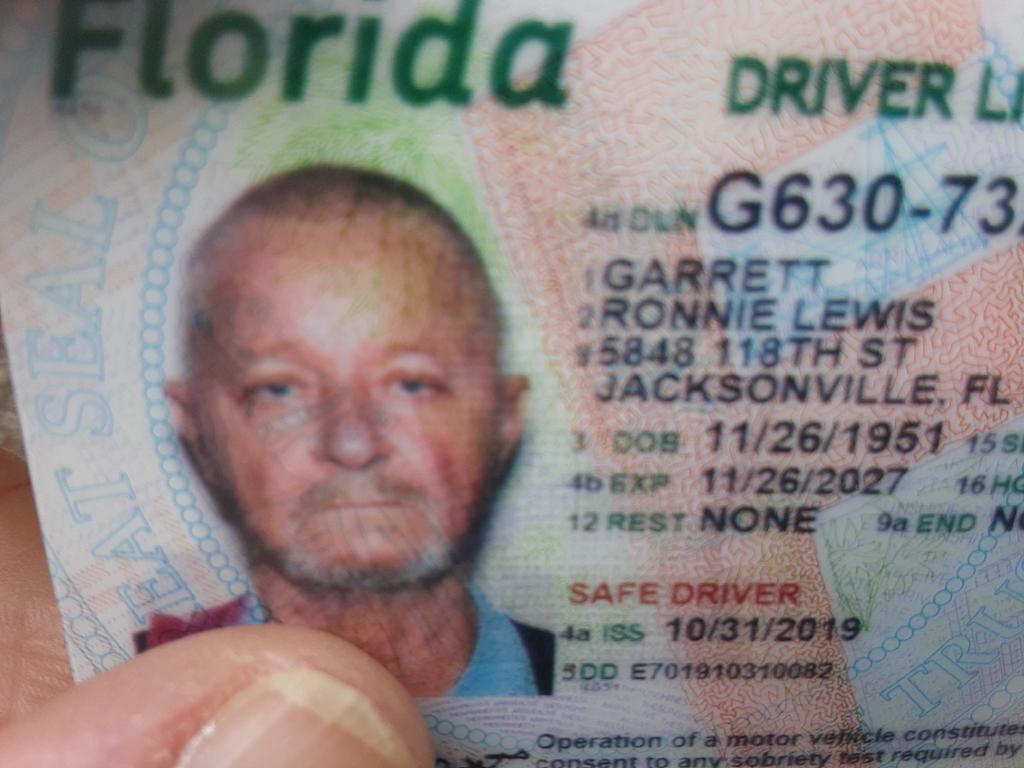 Florida
DRIVER LI
4d DLN G630-73
1 GARRETT
2 RONNIE LEWIS
8 5848 118TH ST
JACKSONVILLE, FL
3 DOB 11/26/1951 15 S
4b EXP 11/26/2027 16 HG
12 REST NONE 9a END NO
SAFE DRIVER
4a ISS 10/31/2019
5 DD E701910310082
Operation of a motor vehicle constitutes
consent to any sobriety test required by
EAT SEAL O
TRU